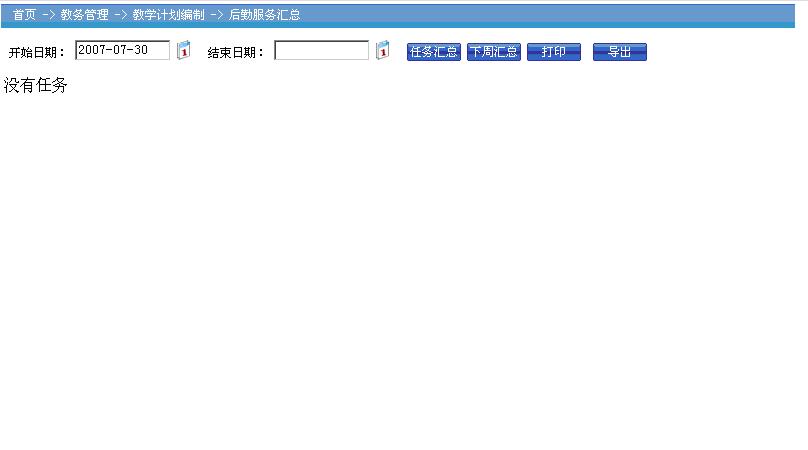 首页 -> 教务管理 -> 教学计划编制 -> 后勤服务汇总
开始日期： 2007-07-30 1 结束日期： 1 任务汇总 下周汇总 打印 导出
没有任务